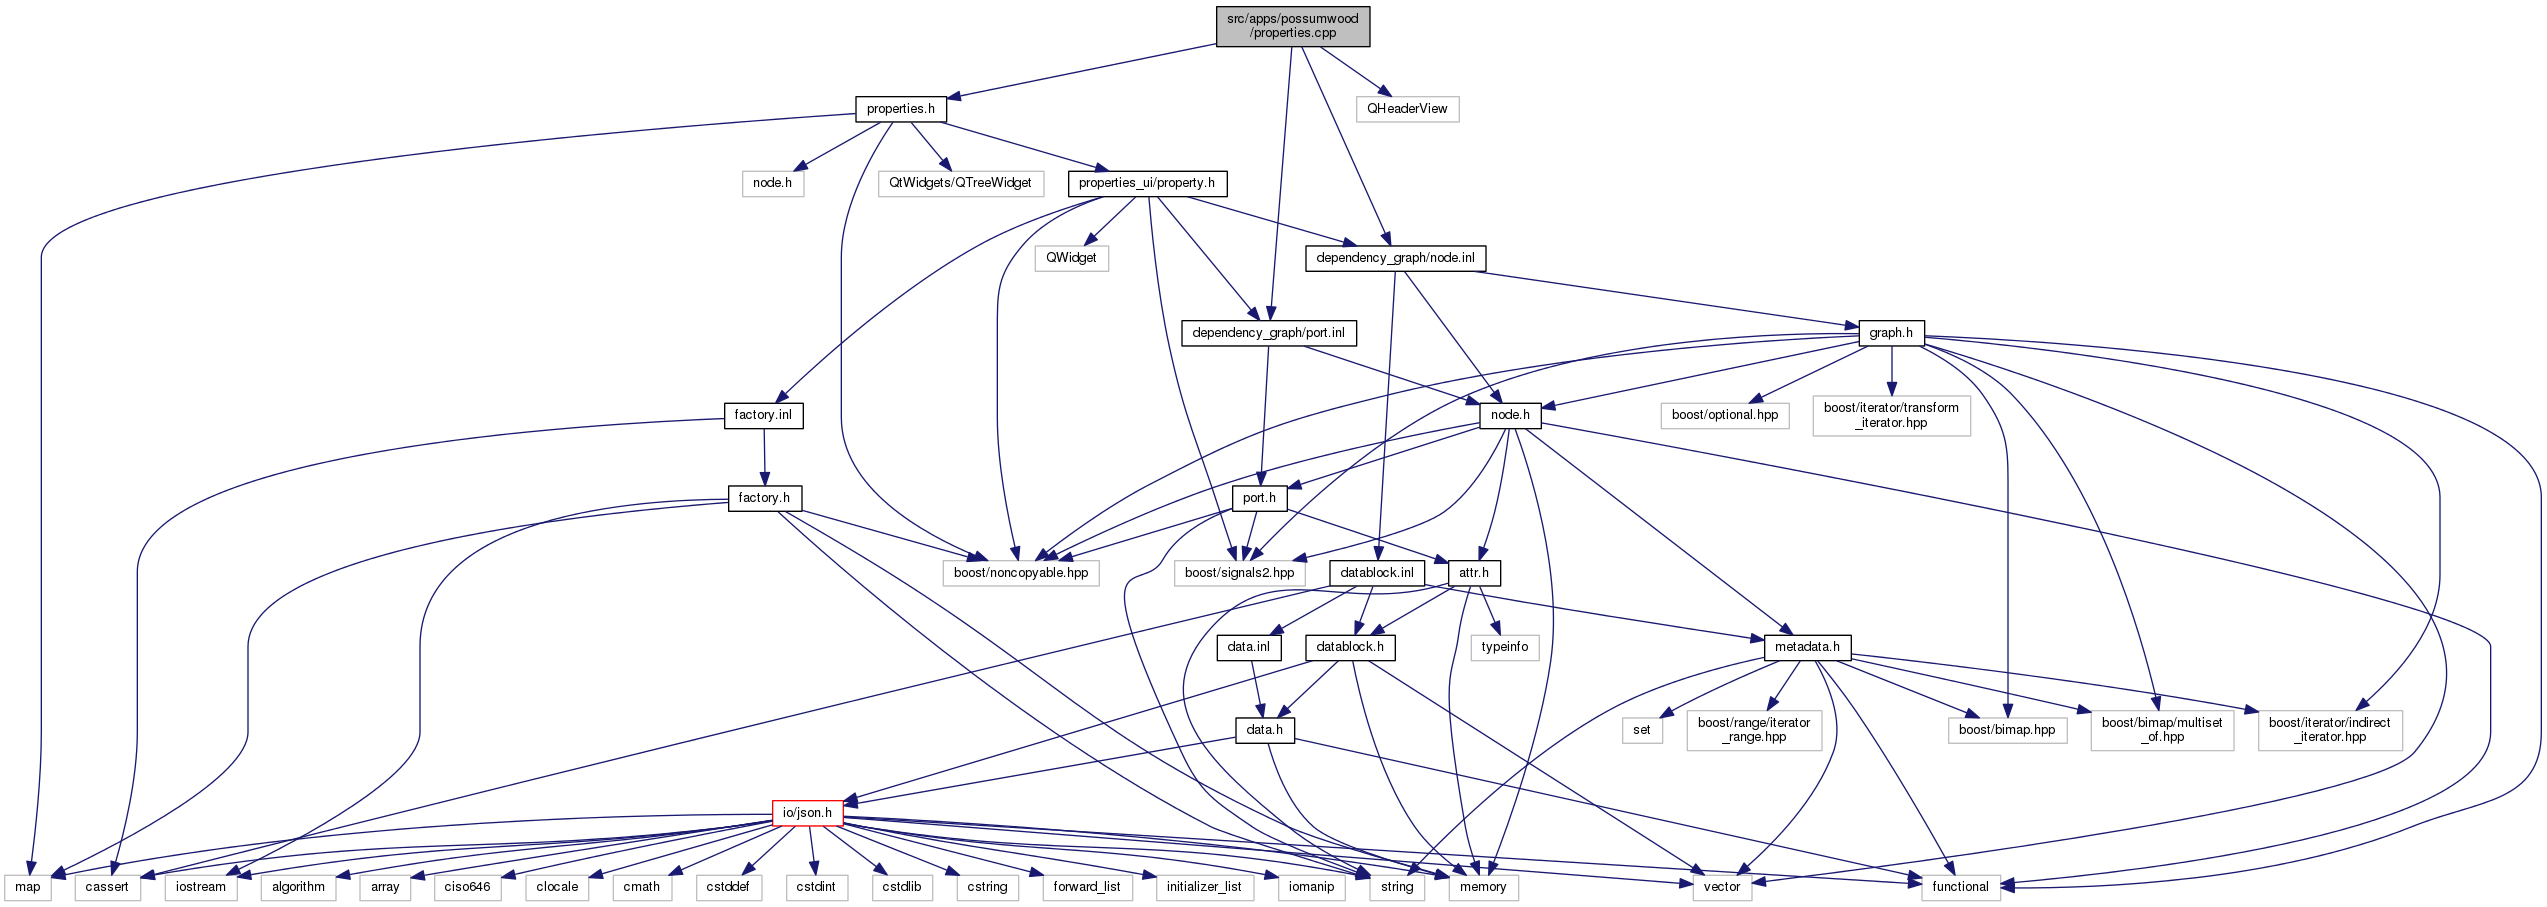 src/apps/possumwood
/properties.cpp
properties.h
QHeaderView
node.h
QtWidgets/QTreeWidget
properties_ui/property.h
QWidget
dependency_graph/node.inl
dependency_graph/port.inl
graph.h
factory.inl
node.h
boost/optional.hpp
boost/iterator/transform
_iterator.hpp
factory.h
port.h
boost/noncopyable.hpp
boost/signals2.hpp
datablock.inl
attr.h
data.inl
datablock.h
typeinfo
metadata.h
data.h
set
boost/range/iterator
_range.hpp
boost/bimap.hpp
boost/bimap/multiset
_of.hpp
boost/iterator/indirect
_iterator.hpp
io/json.h
map
cassert
iostream
algorithm
array
ciso646
clocale
cmath
cstddef
cstdint
cstdlib
cstring
forward_list
initializer_list
iomanip
string
memory
vector
functional